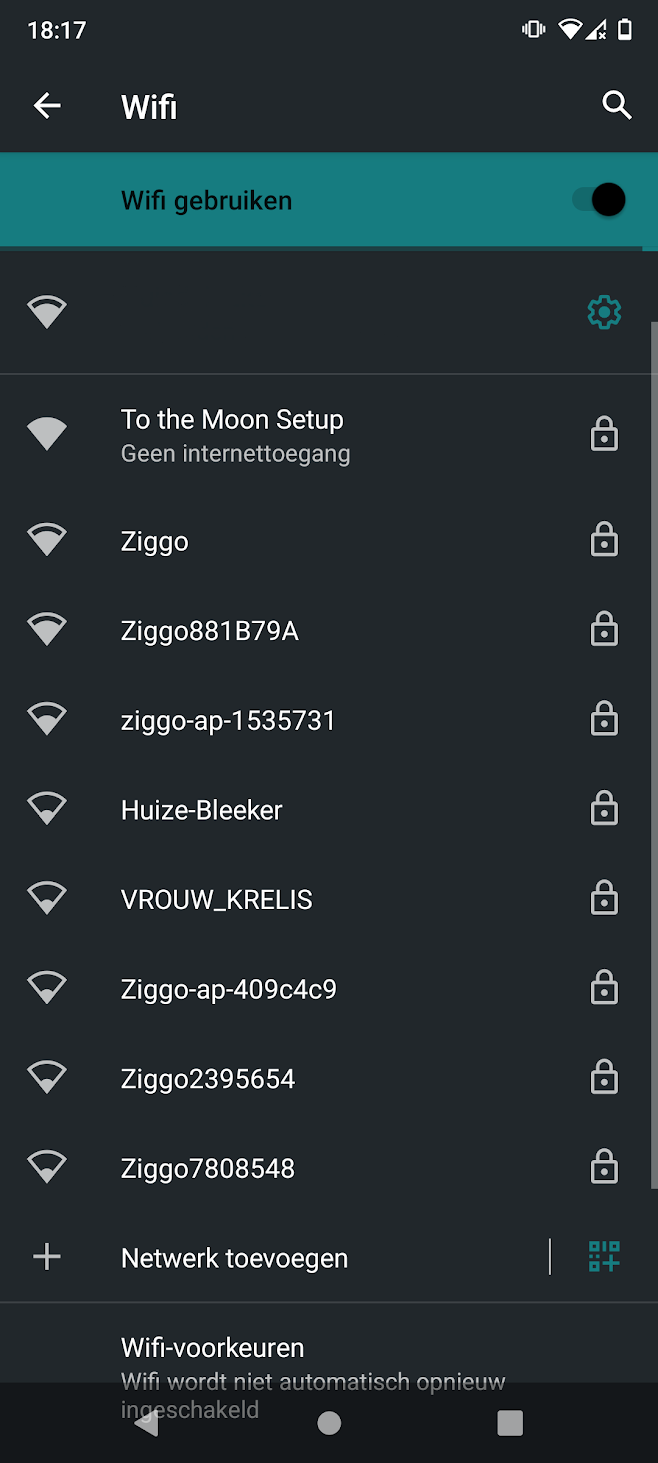 18:17
Wifi
Wifi gebruiken
To the Moon Setup
Geen internettoegang
Ziggo
Ziggo881B79A
ziggo-ap-1535731
Huize-Bleeker
VROUW_KRELIS
Ziggo-ap-409c4c9
Ziggo2395654
Ziggo7808548
Netwerk toevoegen
Wifi-voorkeuren
Wifi wordt niet automatisch opnieuw
ingeschakeld